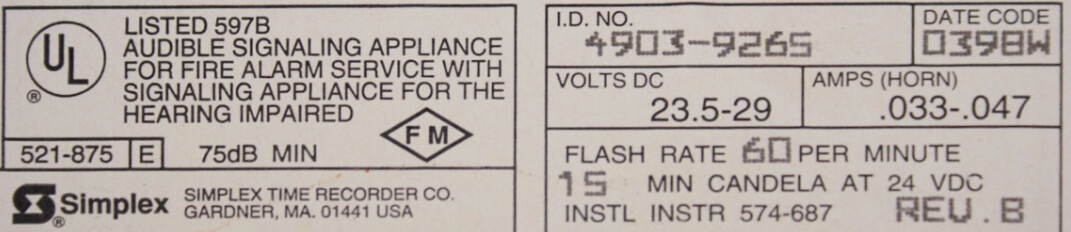 UL
®
LISTED 597B
AUDIBLE SIGNALING APPLIANCE
FOR FIRE ALARM SERVICE WITH
SIGNALING APPLIANCE FOR THE
HEARING IMPAIRED
FM
521-875 E 75dB MIN
Simplex ®
SIMPLEX TIME RECORDER CO.
GARDNER, MA. 01441 USA
I.D. NO.
4903-9265
DATE CODE
0398W
VOLTS DC
23.5-29
AMPS (HORN)
.033-.047
FLASH RATE 60 PER MINUTE
15 MIN CANDELA AT 24 VDC
INSTL INSTR 574-687 REV.B